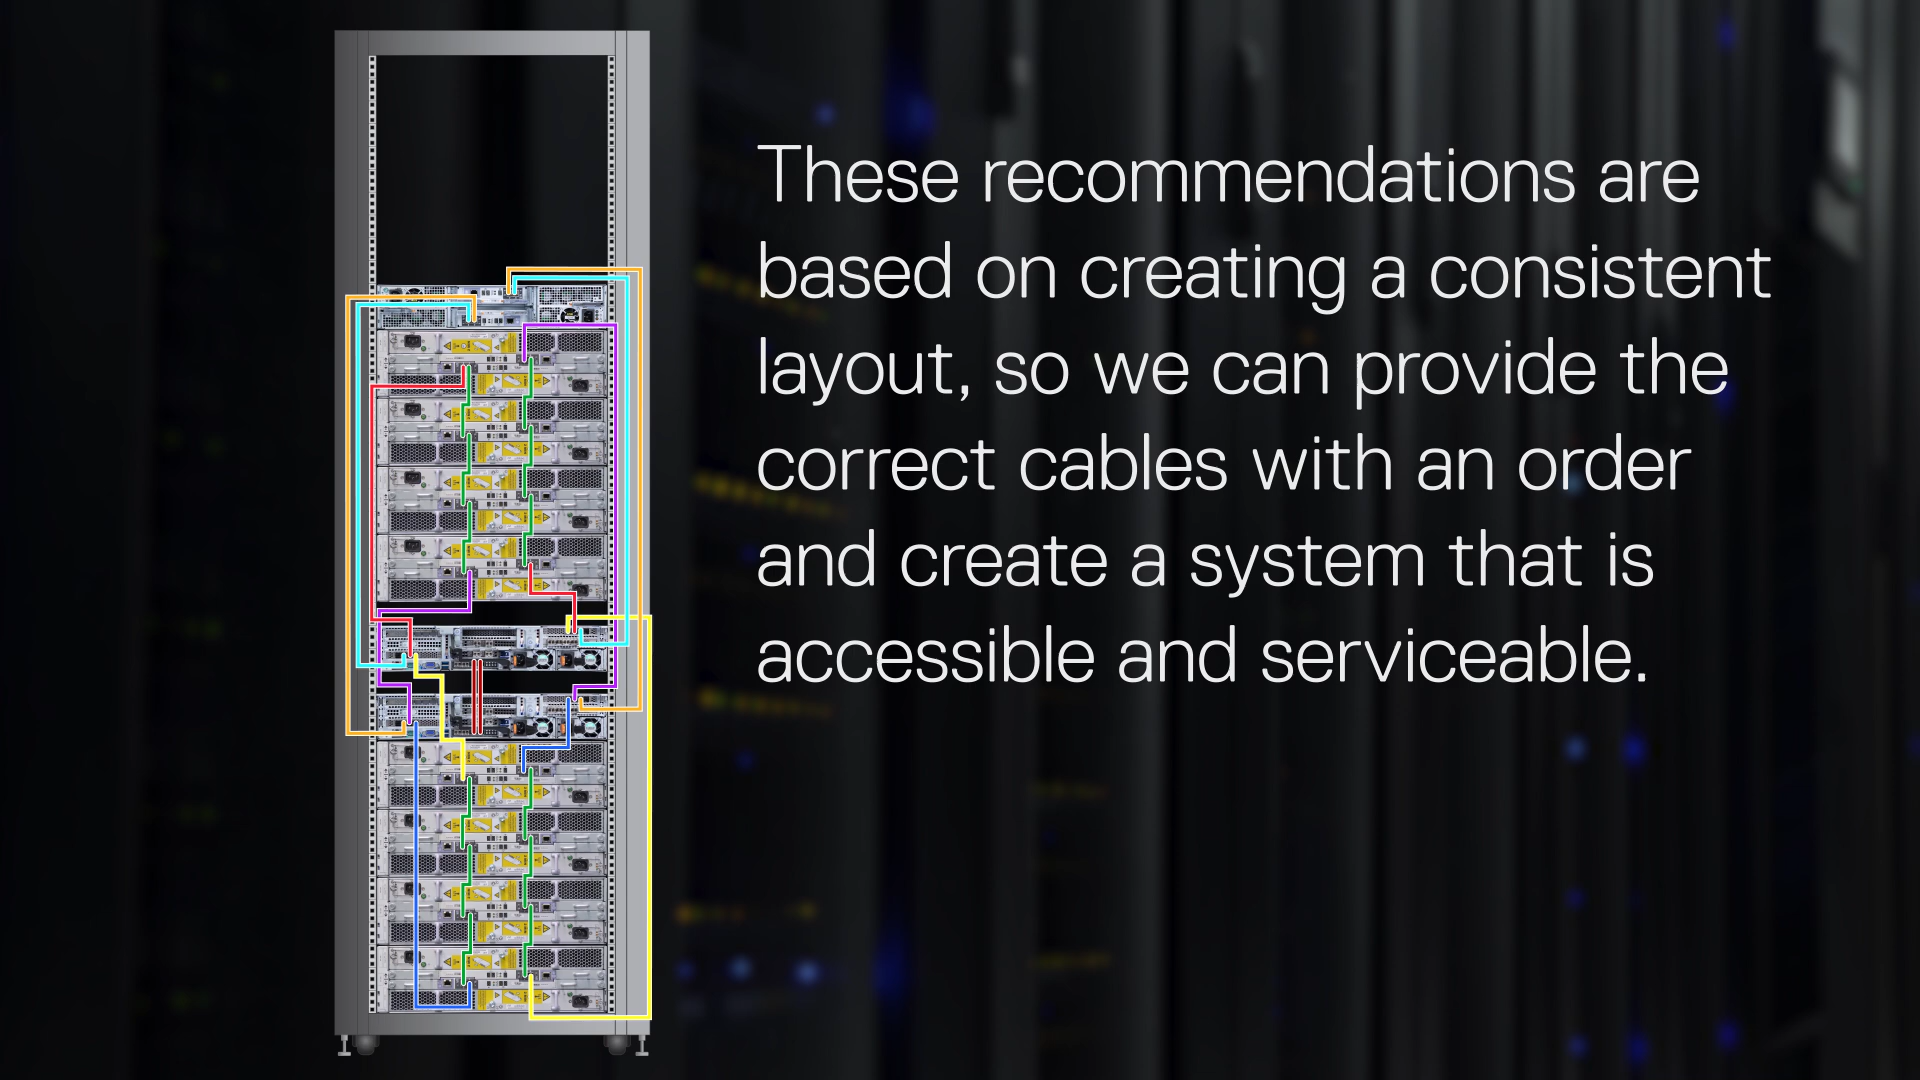 These recommendations are
based on creating a consistent
layout, so we can provide the
correct cables with an order
and create a system that is
accessible and serviceable.